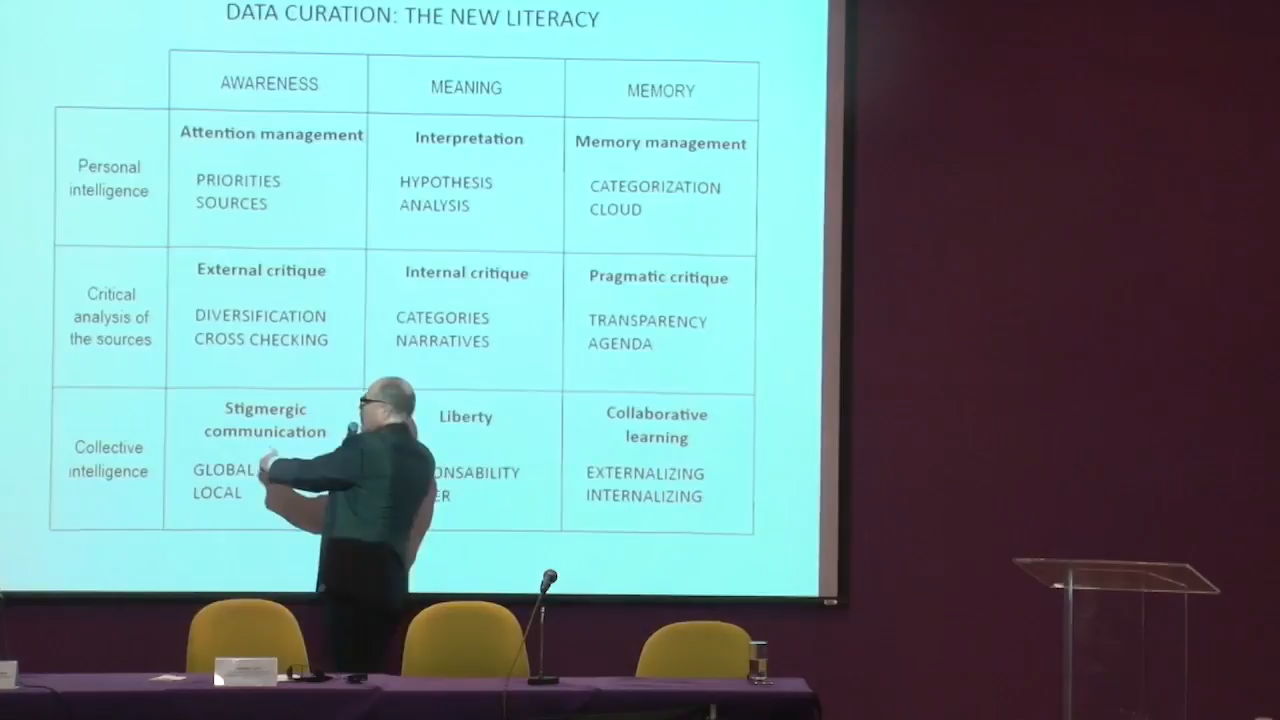 DATA CURATION: THE NEW LITERACY
AWARENESS
MEANING
MEMORY
Personal
intelligence
Attention management
PRIORITIES
SOURCES
Interpretation
HYPOTHESIS
ANALYSIS
Memory management
CATEGORIZATION
CLOUD
Critical
analysis of
the sources
External critique
DIVERSIFICATION
CROSS CHECKING
Internal critique
CATEGORIES
NARRATIVES
Pragmatic critique
TRANSPARENCY
AGENDA
Collective
intelligence
Stigmergic
communication
GLOBAL
LOCAL
Liberty
ONSABILITY
ER
Collaborative
learning
EXTERNALIZING
INTERNALIZING